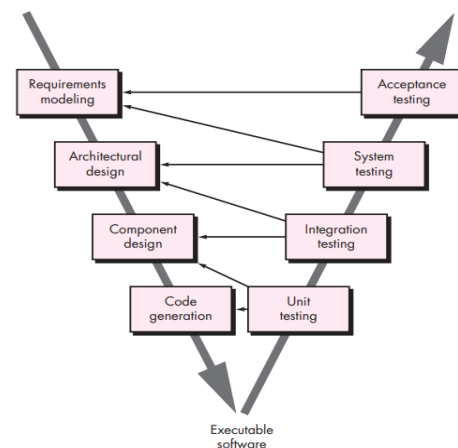 Requirements
modeling
Acceptance
testing
Architectural
design
System
testing
Component
design
Integration
testing
Code
generation
Unit
testing
Executable
software